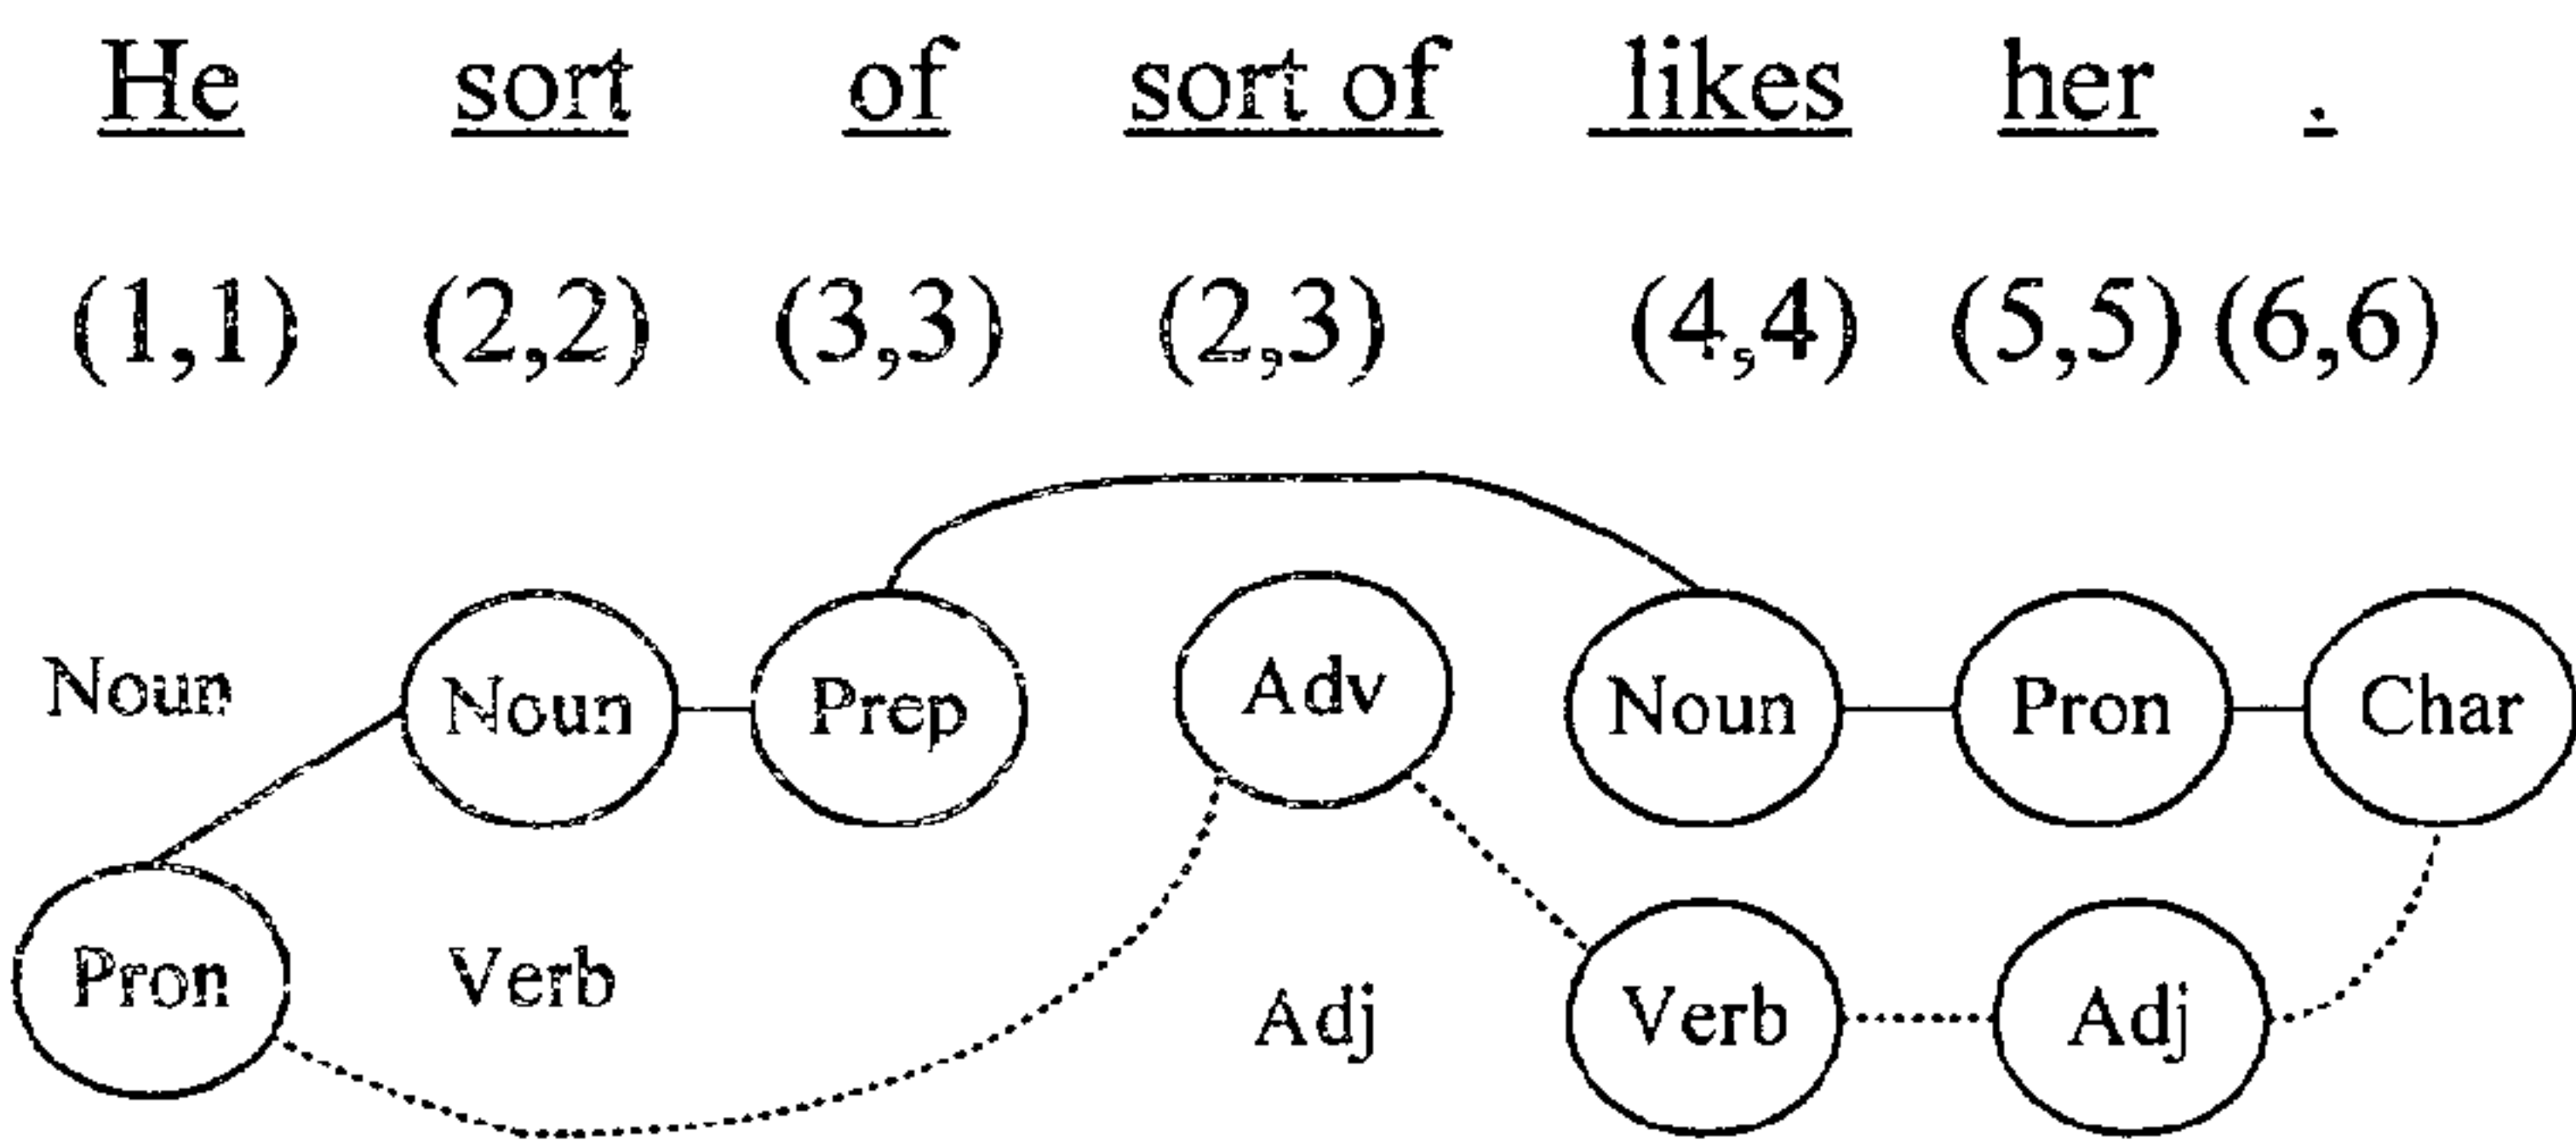 He sort of sort of likes her .
(1,1) (2,2) (3,3) (2,3) (4,4) (5,5) (6,6)
Noun Noun Prep Adv Noun Pron Char
Pron Verb Adj Verb Adj